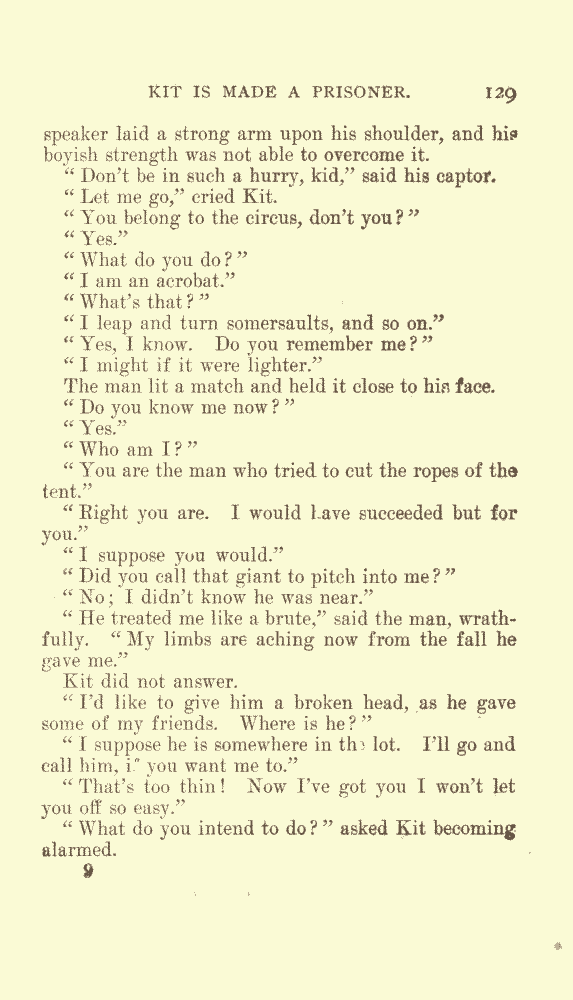 KIT IS MADE A PRISONER. 129
speaker laid a strong arm upon his shoulder, and his
boyish strength was not able to overcome it.
“ Don’t be in such a hurry, kid,” said his captor.
“ Let me go,” cried Kit.
“ You belong to the circus, don’t you ? ”
“ Yes.”
“ What do you do ? ”
“ I am an acrobat.”
“ What’s that ? ”
“ I leap and turn somersaults, and so on.”
“ Yes, I know. Do you remember me ? ”
“ I might if it were lighter.”
The man lit a match and held it close to his face.
“ Do you know me now ? ”
“ Yes.”
“ Who am I ? ”
“ You are the man who tried to cut the ropes of the
tent.”
“ Right you are. I would have succeeded but for
you.”
“ I suppose you would.”
“ Did you call that giant to pitch into me ? ”
“ No ; I didn’t know he was near.”
“ He treated me like a brute,” said the man, wrath-
fully. “ My limbs are aching now from the fall he
gave me.”
Kit did not answer.
“ I’d like to give him a broken head, as he gave
some of my friends. Where is he ? ”
“ I suppose he is somewhere in the lot. I’ll go and
call him, if you want me to.”
“ That’s too thin ! Now I’ve got you I won’t let
you off so easy.”
“ What do you intend to do ? ” asked Kit becoming
alarmed.
9